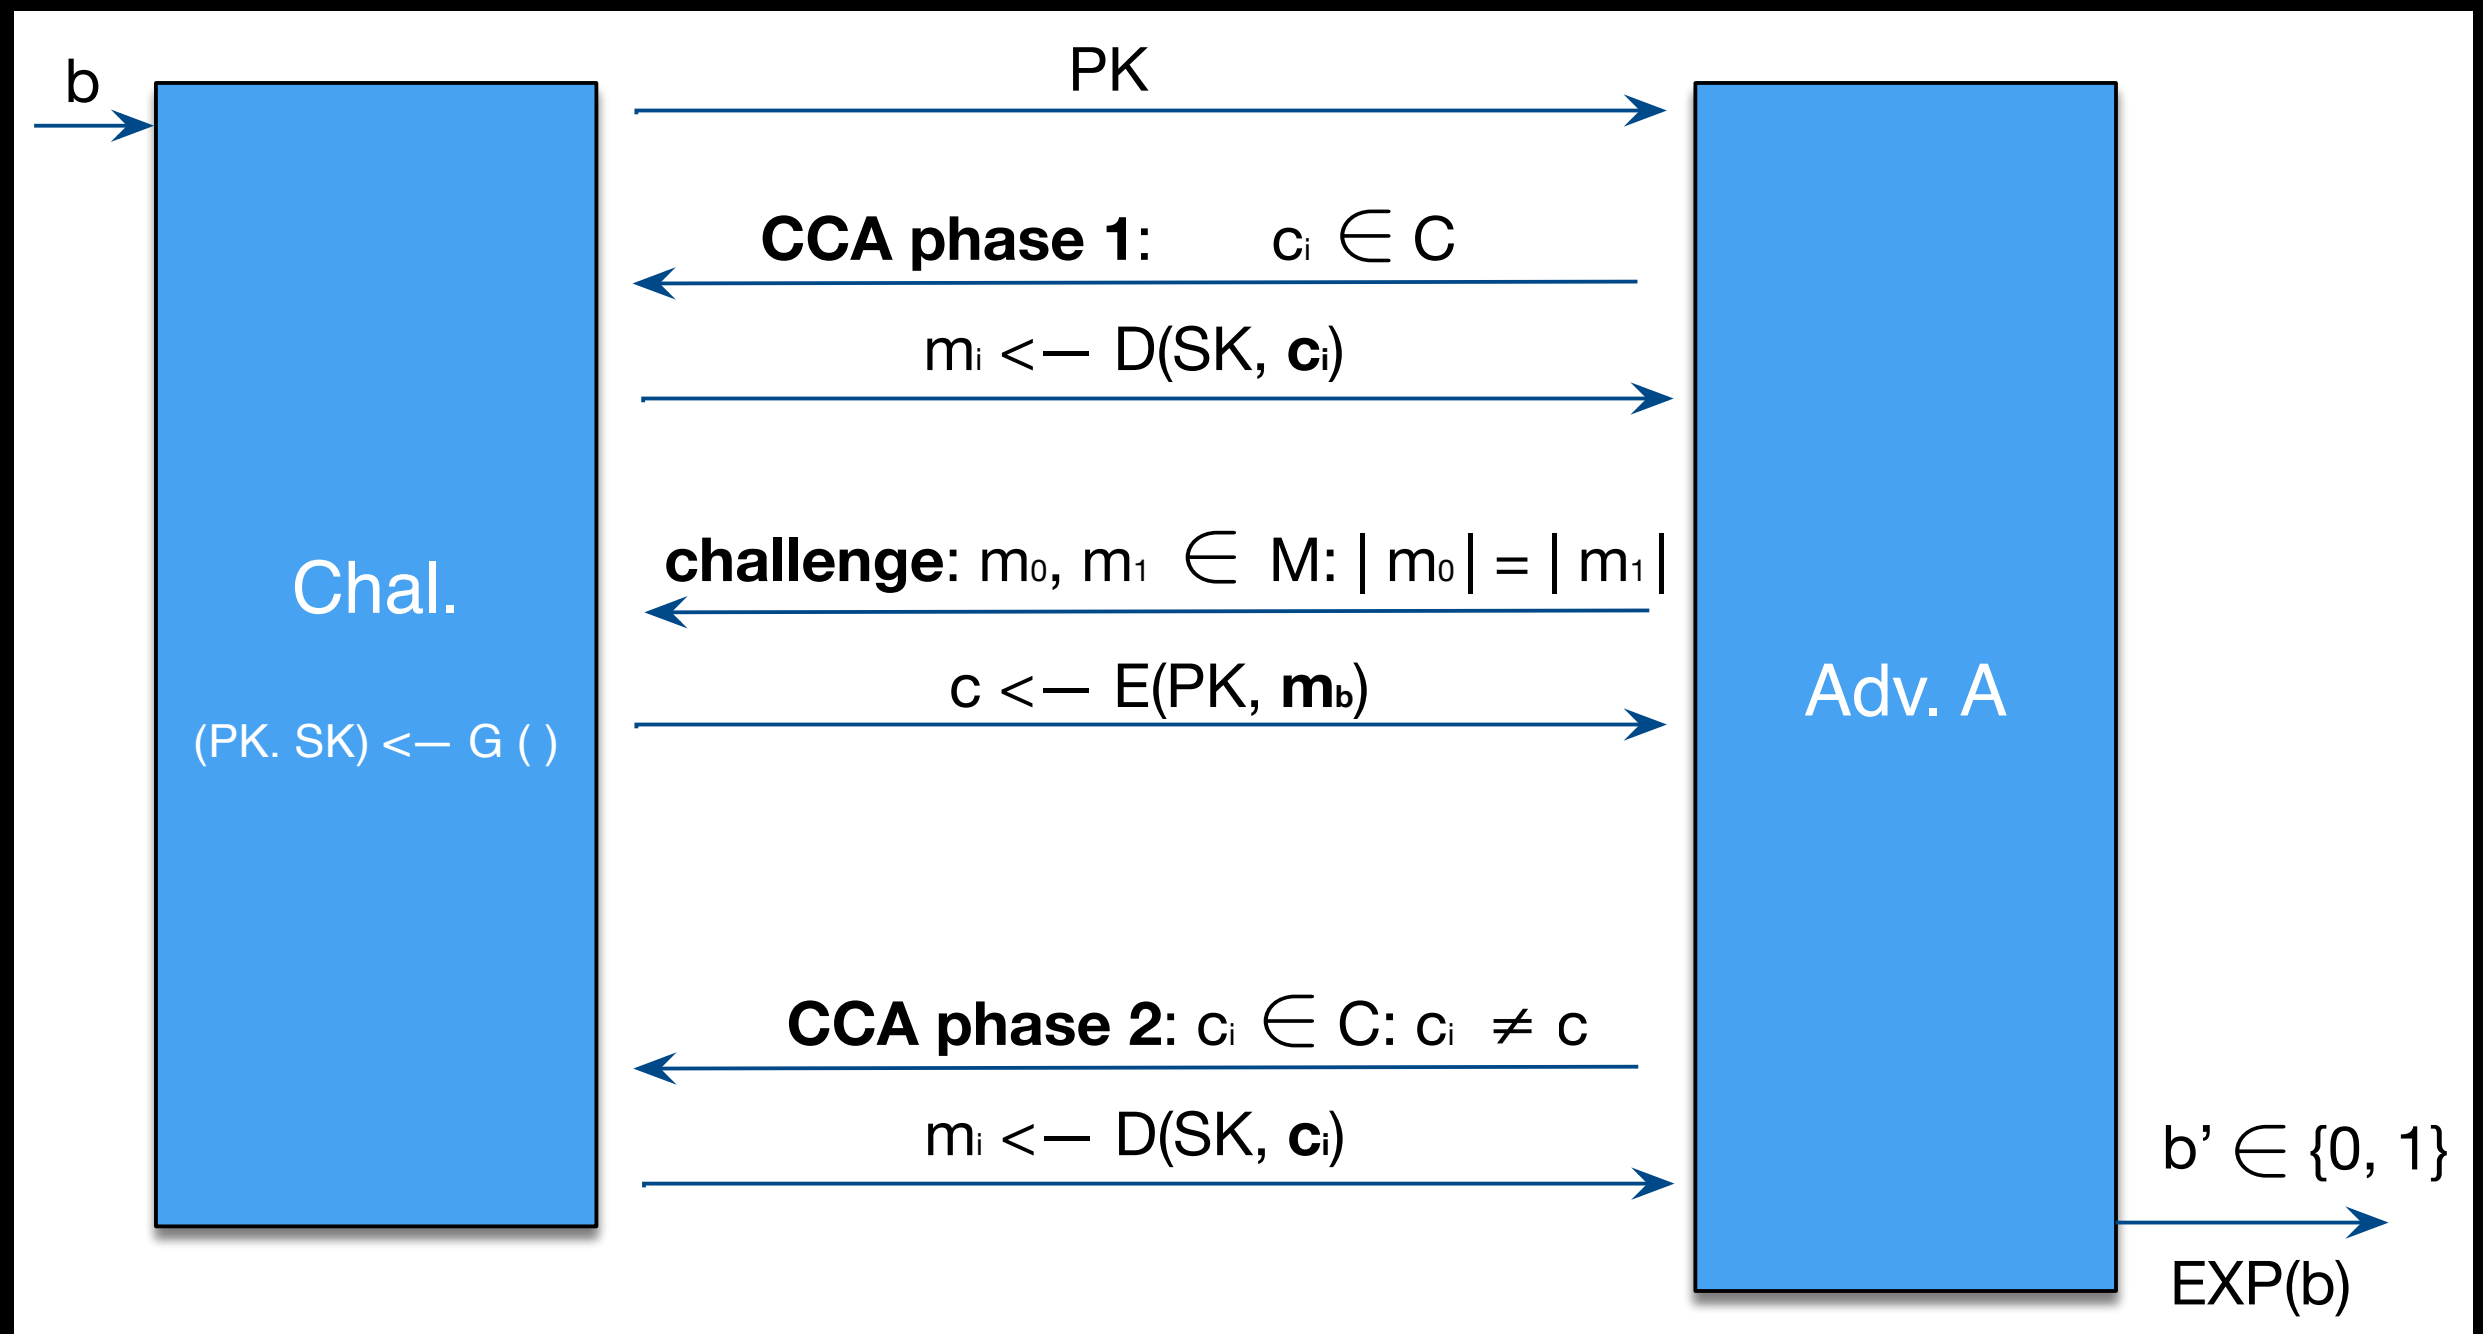 b
PK
CCA phase 1: cᵢ ∈ C
mᵢ <— D(SK, cᵢ)
challenge: m₀, m₁ ∈ M: | m₀ | = | m₁ |
Chal.
c <— E(PK, m_b)
Adv. A
(PK. SK) <— G ( )
CCA phase 2: cᵢ ∈ C: cᵢ ≠ c
mᵢ <— D(SK, cᵢ)
b’ ∈ {0, 1}
EXP(b)